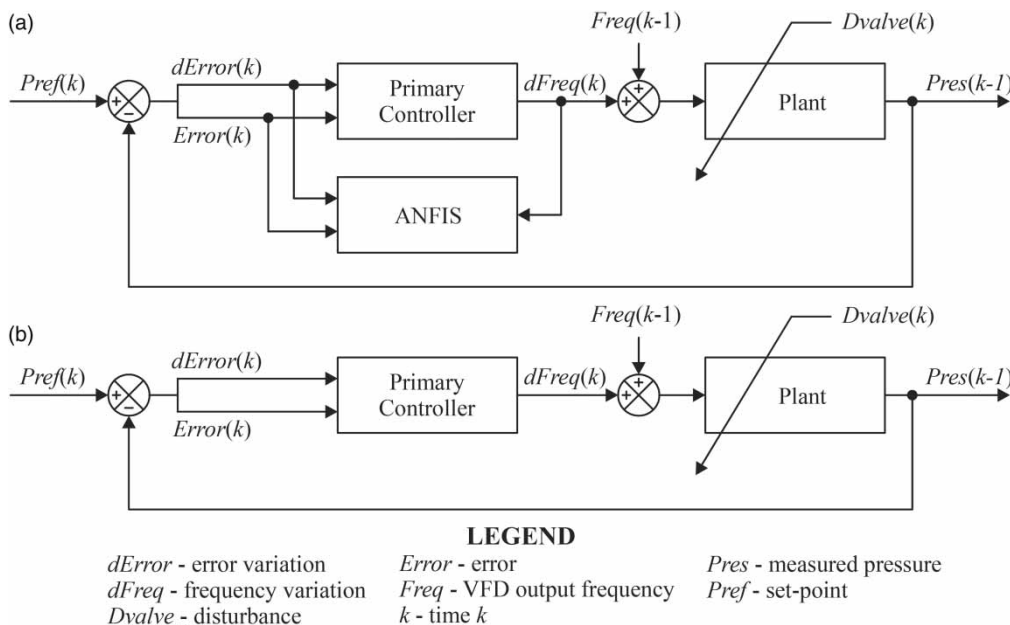 (a)
Freq(k-1)
Dvalve(k)
Pref(k)
dError(k)
Primary
Controller
dFreq(k)
Plant
Pres(k-1)
Error(k)
ANFIS
(b)
Freq(k-1)
Dvalve(k)
Pref(k)
dError(k)
Primary
Controller
dFreq(k)
Plant
Pres(k-1)
Error(k)
LEGEND
dError - error variation
Error - error
Pres - measured pressure
dFreq - frequency variation
Freq - VFD output frequency
Pref - set-point
Dvalve - disturbance
k - time k